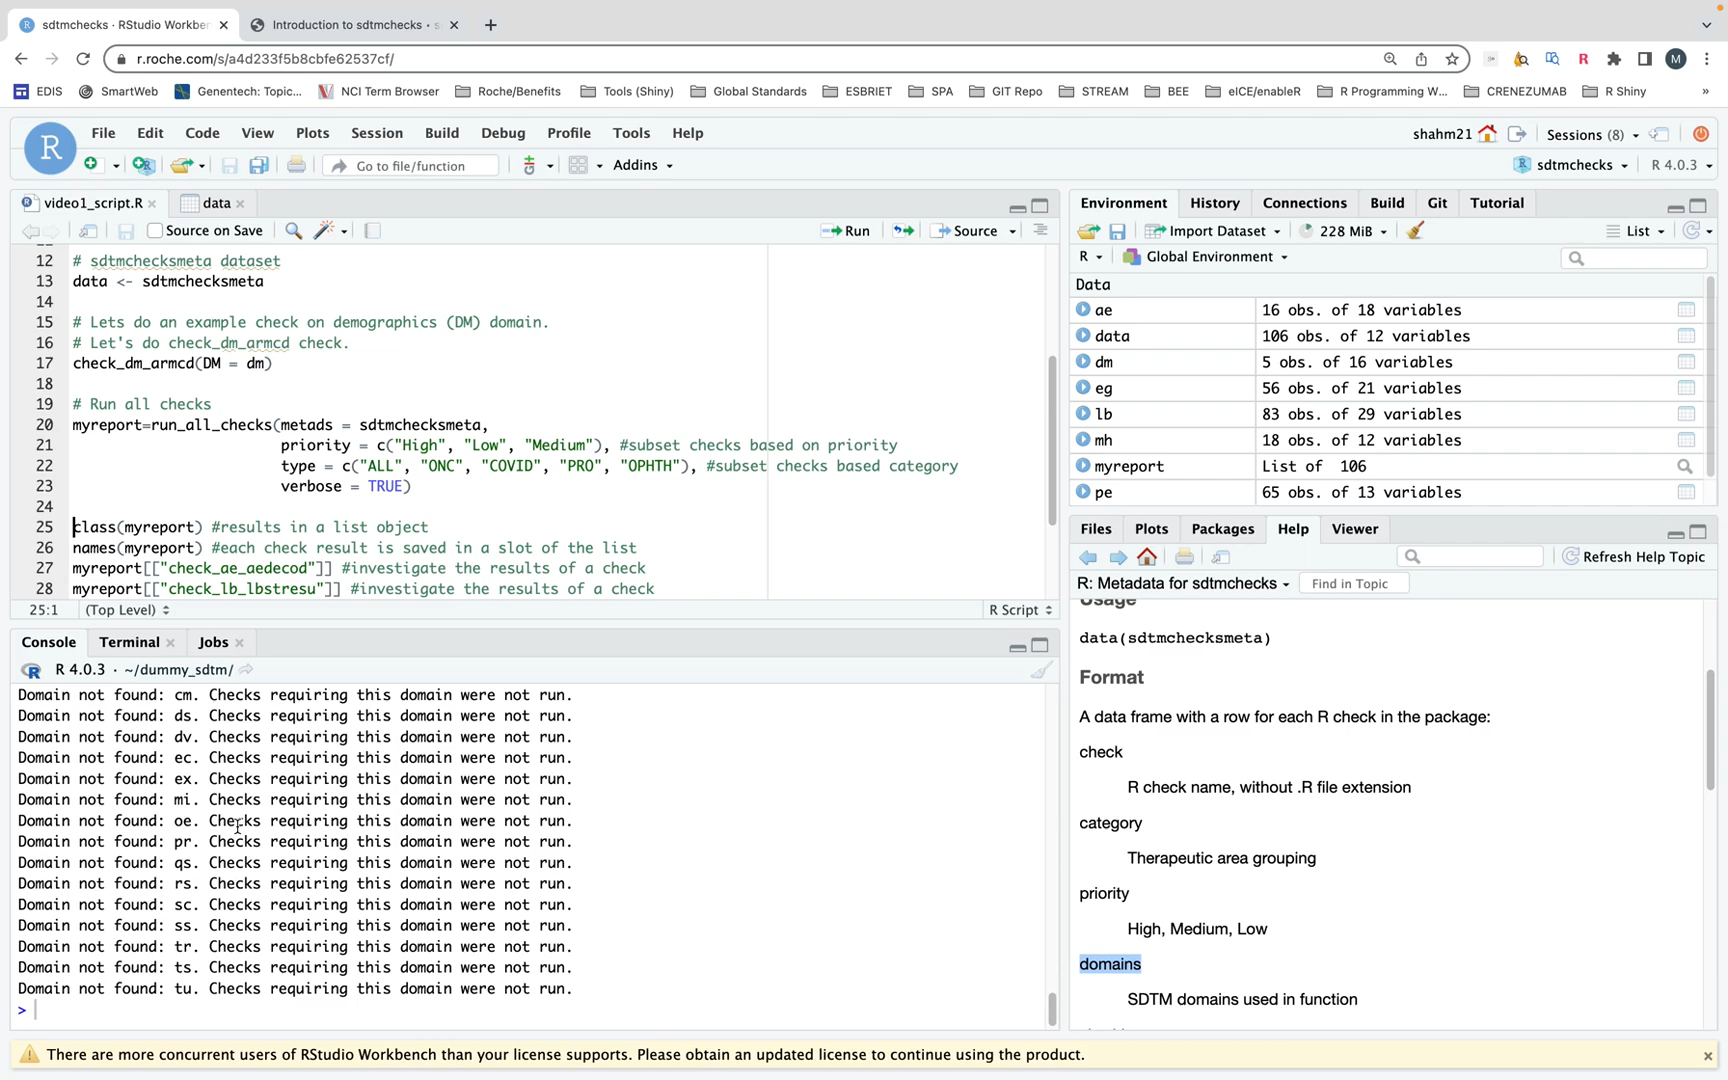 sdtmchecks · RStudio Workben
Introduction to sdtmchecks •
r.roche.com/s/a4d233f5b8cbfe62537cf/
M
EDIS
SmartWeb
Genentech: Topic...
NCI Term Browser
Roche/Benefits
Tools (Shiny)
Global Standards
ESBRIET
SPA
GIT Repo
STREAM
BEE
eICE/enableR
R Programming W...
CRENEZUMAB
R Shiny
»
R
File Edit Code View Plots Session Build Debug Profile Tools Help
shahm21
Sessions (8)
Go to file/function
Addins
sdtmchecks
R 4.0.3
video1_script.R
data
Source on Save
Run
Source
12 # sdtmchecksmeta dataset
13 data <- sdtmchecksmeta
14
15 # Lets do an example check on demographics (DM) domain.
16 # Let's do check_dm_armcd check.
17 check_dm_armcd(DM = dm)
18
19 # Run all checks
20 myreport=run_all_checks(metads = sdtmchecksmeta,
21 priority = c("High", "Low", "Medium"), #subset checks based on priority
22 type = c("ALL", "ONC", "COVID", "PRO", "OPHTH"), #subset checks based category
23 verbose = TRUE)
24
25 class(myreport) #results in a list object
26 names(myreport) #each check result is saved in a slot of the list
27 myreport[["check_ae_aedecod"]] #investigate the results of a check
28 myreport[["check_lb_lbstresu"]] #investigate the results of a check
25:1 (Top Level) R Script
Console Terminal Jobs
R 4.0.3 · ~/dummy_sdtm/
Domain not found: cm. Checks requiring this domain were not run.
Domain not found: ds. Checks requiring this domain were not run.
Domain not found: dv. Checks requiring this domain were not run.
Domain not found: ec. Checks requiring this domain were not run.
Domain not found: ex. Checks requiring this domain were not run.
Domain not found: mi. Checks requiring this domain were not run.
Domain not found: oe. Checks requiring this domain were not run.
Domain not found: pr. Checks requiring this domain were not run.
Domain not found: qs. Checks requiring this domain were not run.
Domain not found: rs. Checks requiring this domain were not run.
Domain not found: sc. Checks requiring this domain were not run.
Domain not found: ss. Checks requiring this domain were not run.
Domain not found: tr. Checks requiring this domain were not run.
Domain not found: ts. Checks requiring this domain were not run.
Domain not found: tu. Checks requiring this domain were not run.
>
Environment History Connections Build Git Tutorial
Import Dataset 228 MiB List
R Global Environment
Data
ae 16 obs. of 18 variables
data 106 obs. of 12 variables
dm 5 obs. of 16 variables
eg 56 obs. of 21 variables
lb 83 obs. of 29 variables
mh 18 obs. of 12 variables
myreport List of 106
pe 65 obs. of 13 variables
Files Plots Packages Help Viewer
Refresh Help Topic
R: Metadata for sdtmchecks Find in Topic
Usage
data(sdtmchecksmeta)
Format
A data frame with a row for each R check in the package:
check
R check name, without .R file extension
category
Therapeutic area grouping
priority
High, Medium, Low
domains
SDTM domains used in function
There are more concurrent users of RStudio Workbench than your license supports. Please obtain an updated license to continue using the product.